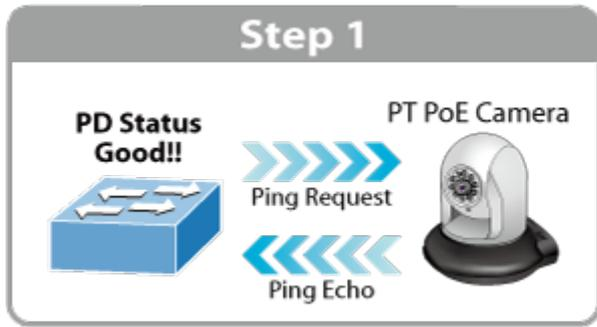 Step 1
PD Status
Good!!
PT PoE Camera
Ping Request
Ping Echo